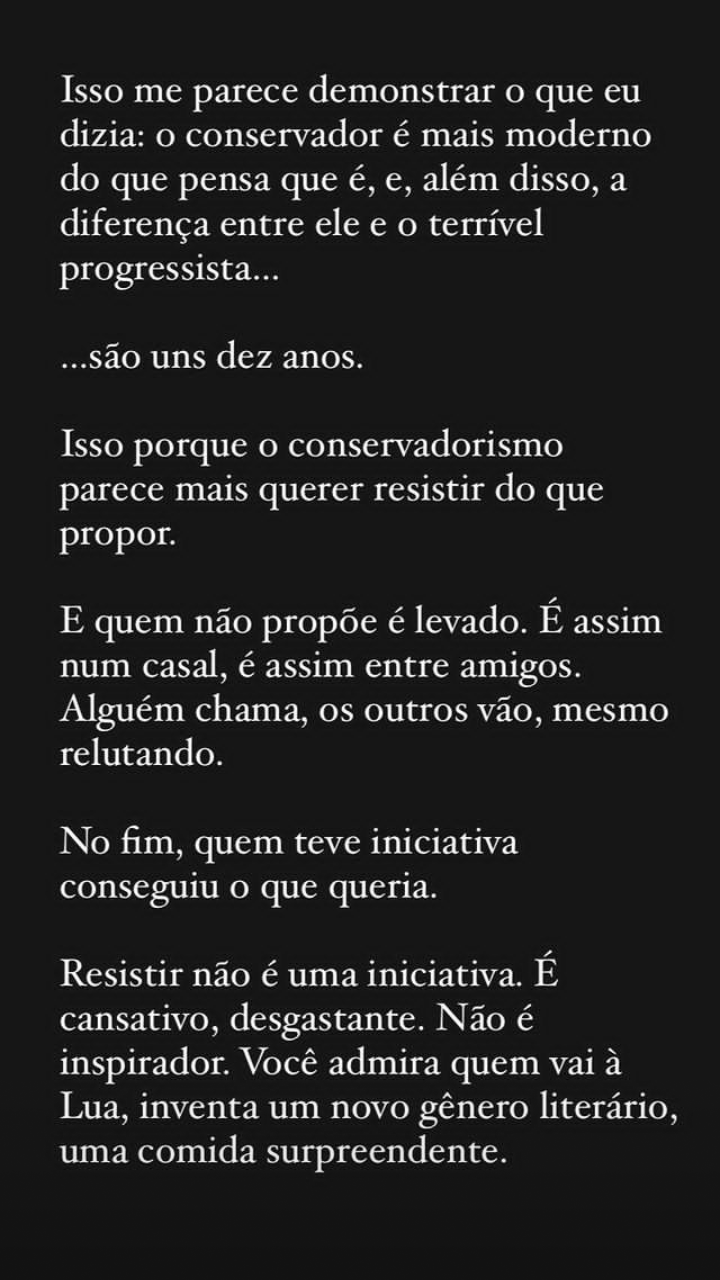 Isso me parece demonstrar o que eu
dizia: o conservador é mais moderno
do que pensa que é, e, além disso, a
diferença entre ele e o terrível
progressista...
...são uns dez anos.
Isso porque o conservadorismo
parece mais querer resistir do que
propor.
E quem não propõe é levado. É assim
num casal, é assim entre amigos.
Alguém chama, os outros vão, mesmo
relutando.
No fim, quem teve iniciativa
conseguiu o que queria.
Resistir não é uma iniciativa. É
cansativo, desgastante. Não é
inspirador. Você admira quem vai à
Lua, inventa um novo gênero literário,
uma comida surpreendente.